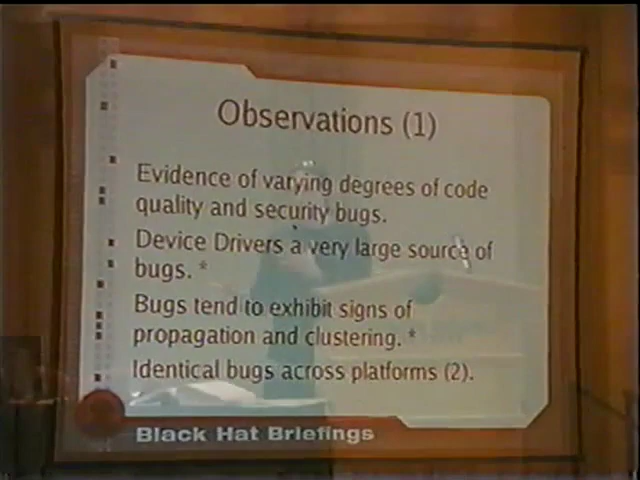 Observations (1)
Evidence of varying degrees of code
quality and security bugs.
Device Drivers a very large source of
bugs. *
Bugs tend to exhibit signs of
propagation and clustering. *
Identical bugs across platforms (2).
Black Hat Briefings